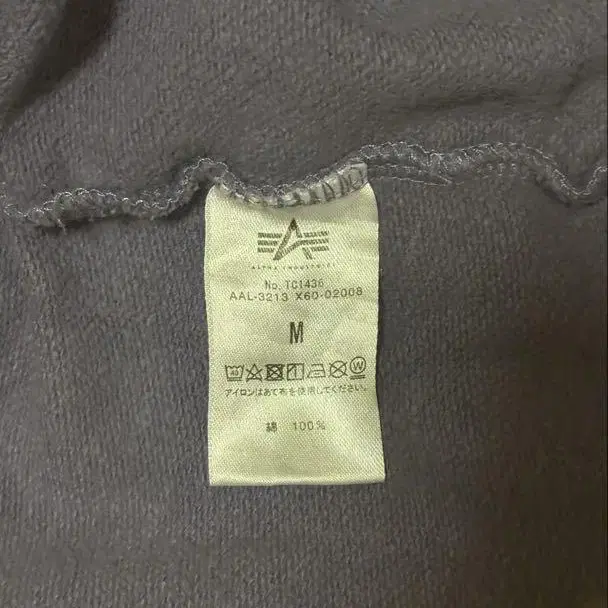 ALPHA INDUSTRIES
No. TC1436
AAL-3213 X60-02008
M
40 W
アイロンはあて布を使用してください。
綿 100%